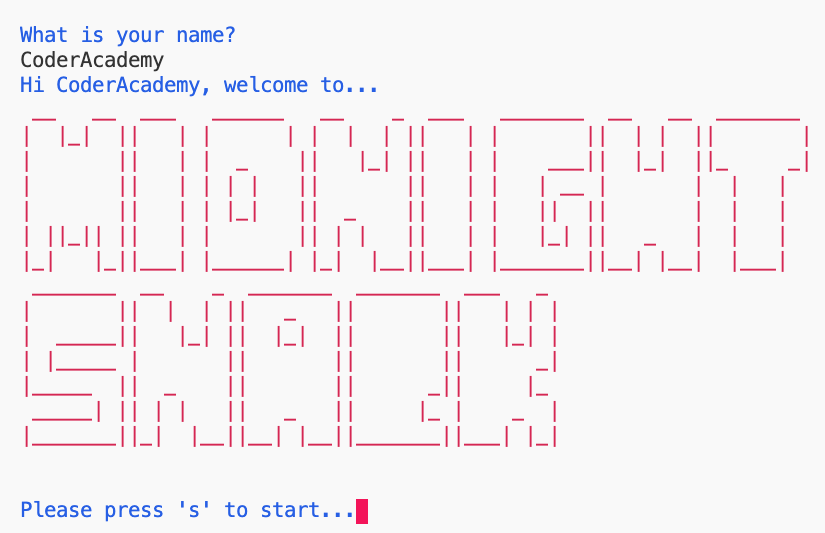 What is your name?
CoderAcademy
Hi CoderAcademy, welcome to...
MIDNIGHT
SNACK
Please press 's' to start...